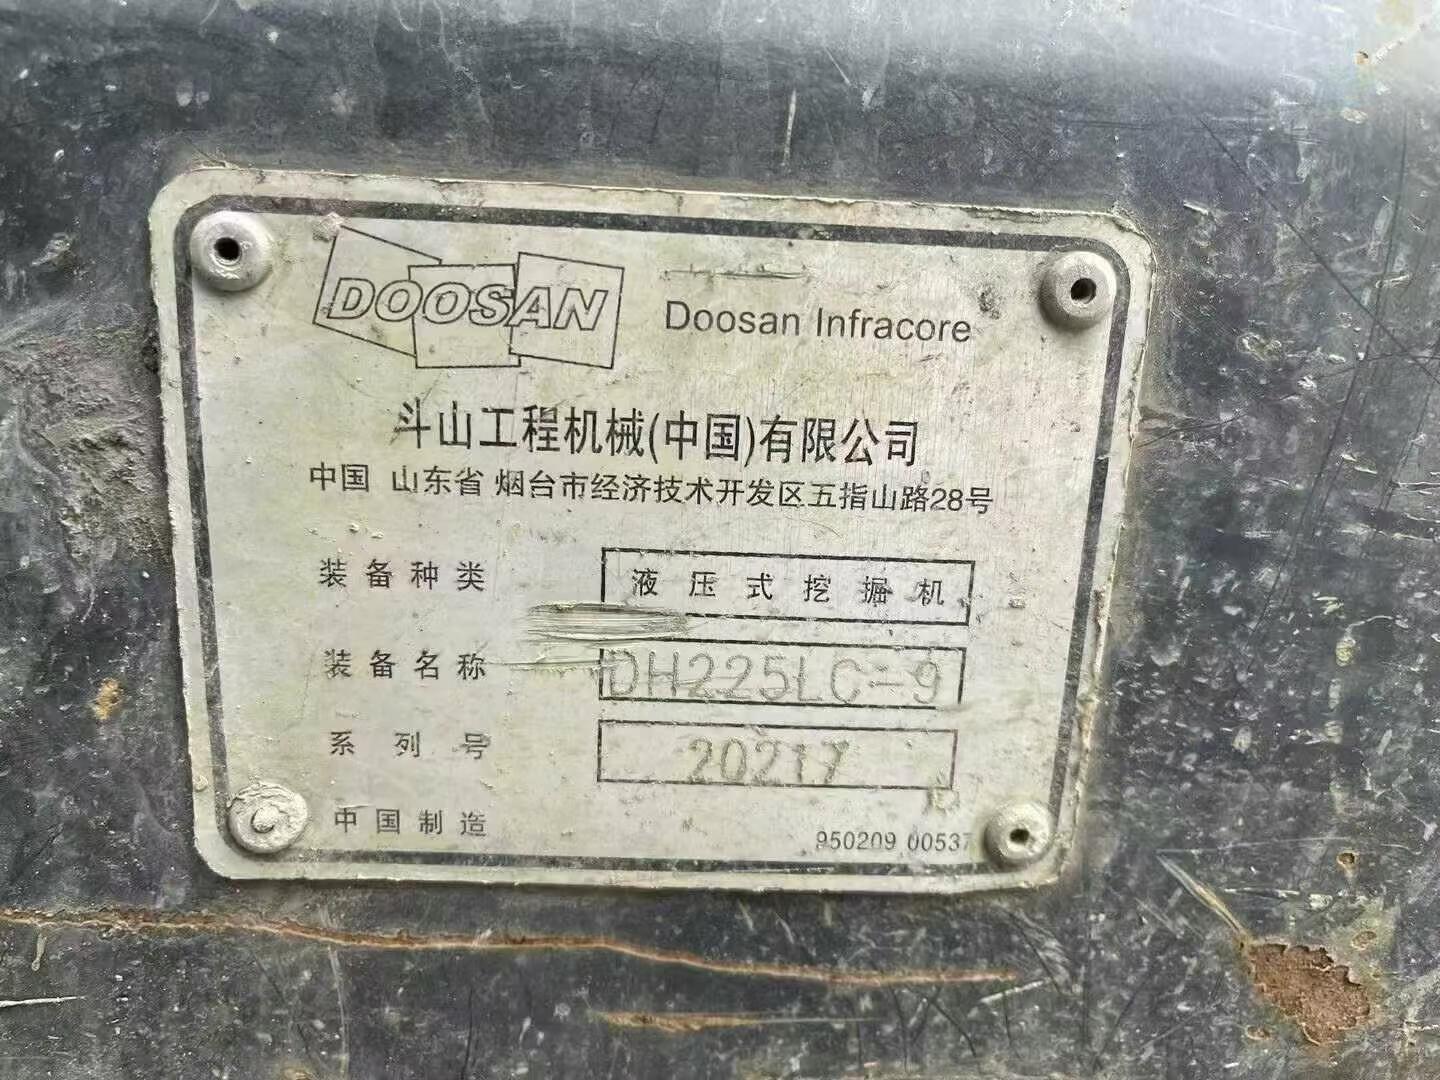 DOOSAN Doosan Infracore
斗山工程机械(中国)有限公司
中国 山东省 烟台市经济技术开发区五指山路28号
装备种类 液压式挖掘机
装备名称 DH225LC-9
系列号 20217
中国制造 950209 00537